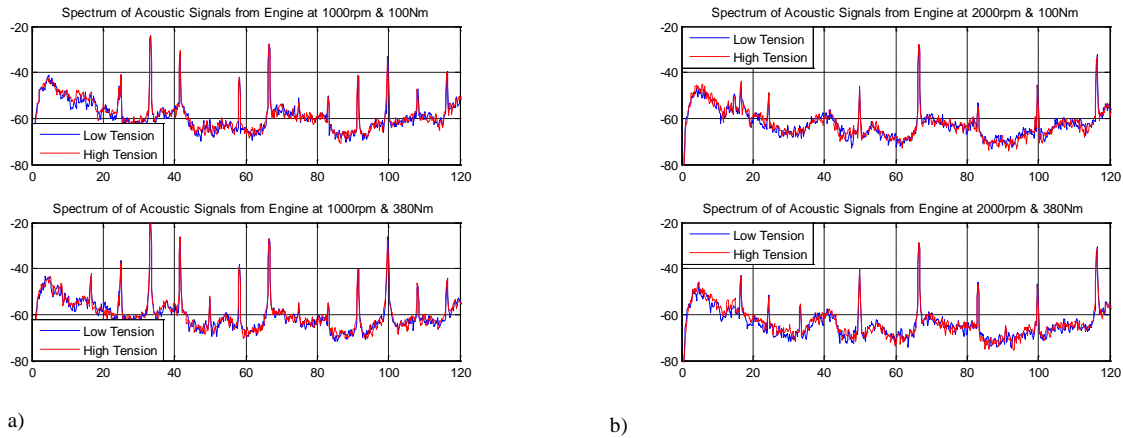 Spectrum of Acoustic Signals from Engine at 1000rpm & 100Nm
-20
-40
-60
-80
Low Tension
High Tension
0 20 40 60 80 100 120
Spectrum of of Acoustic Signals from Engine at 1000rpm & 380Nm
-20
-40
-60
-80
Low Tension
High Tension
0 20 40 60 80 100 120
a)
Spectrum of Acoustic Signals from Engine at 2000rpm & 100Nm
-20
-40
-60
-80
Low Tension
High Tension
0 20 40 60 80 100 120
Spectrum of of Acoustic Signals from Engine at 2000rpm & 380Nm
-20
-40
-60
-80
Low Tension
High Tension
0 20 40 60 80 100 120
b)